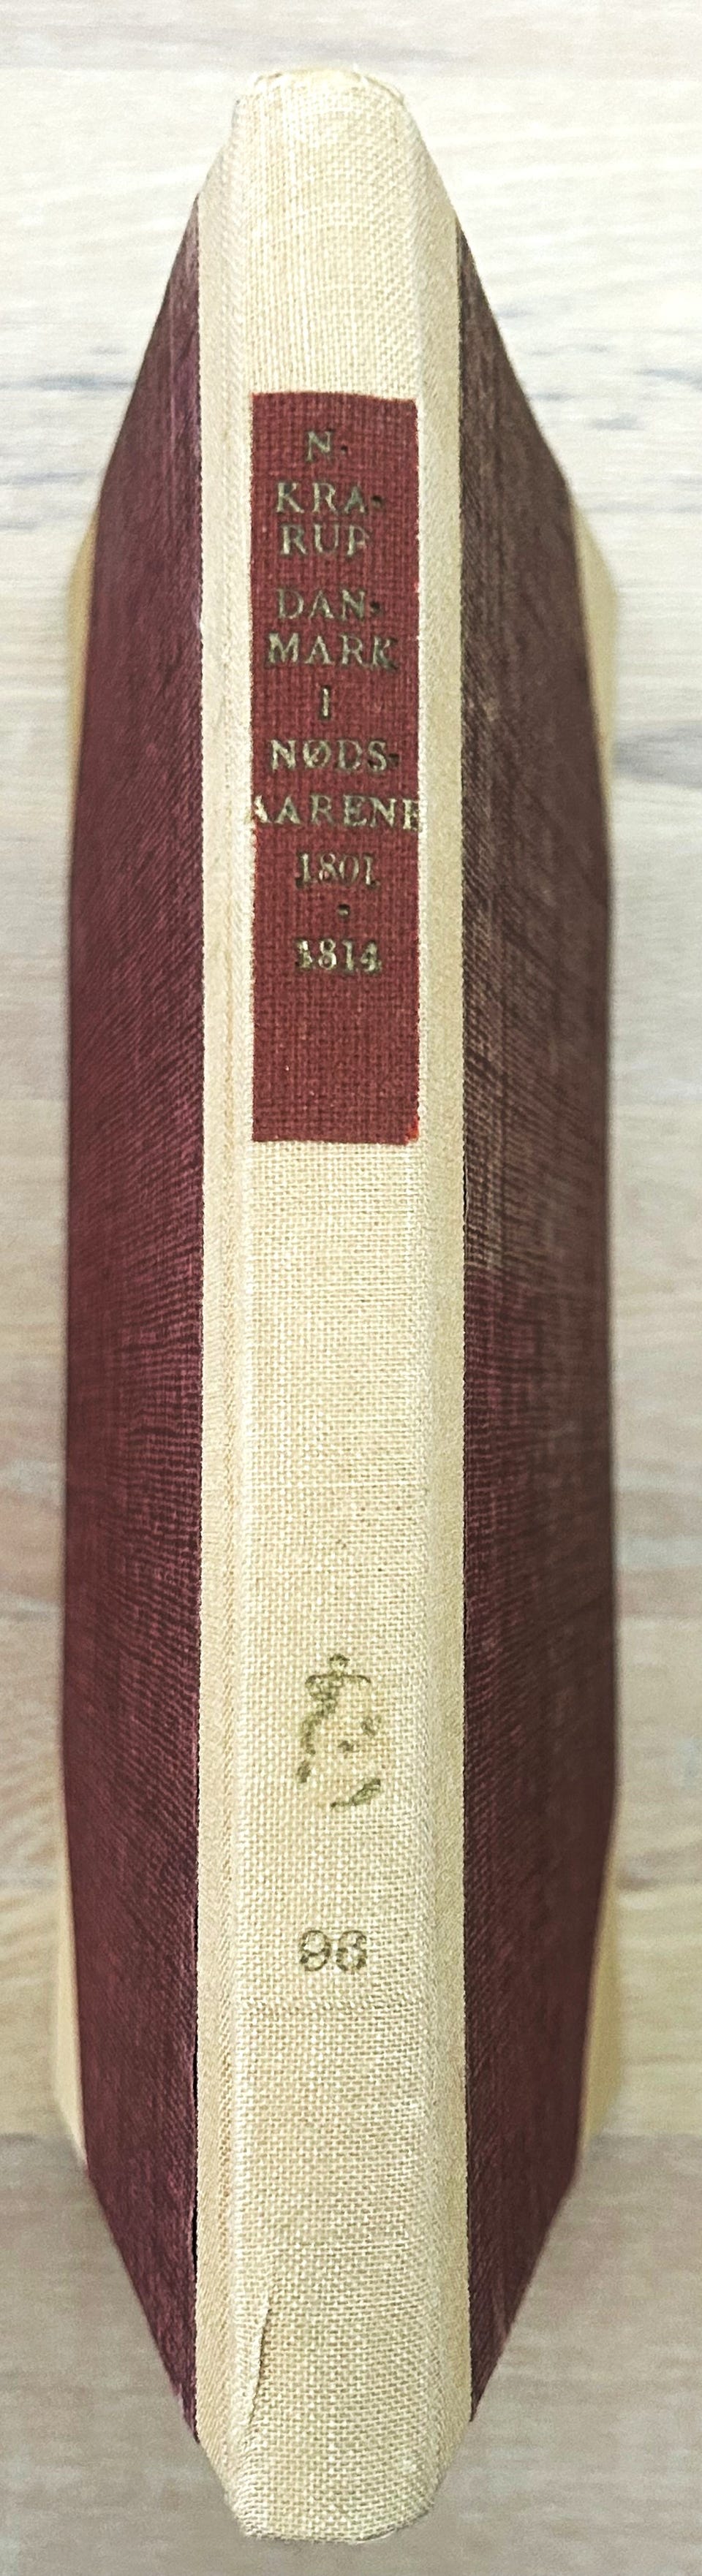 N.
KRA-
RUP
DAN-
MARK
I
NØDS-
AARENE
1801
-
1814
96